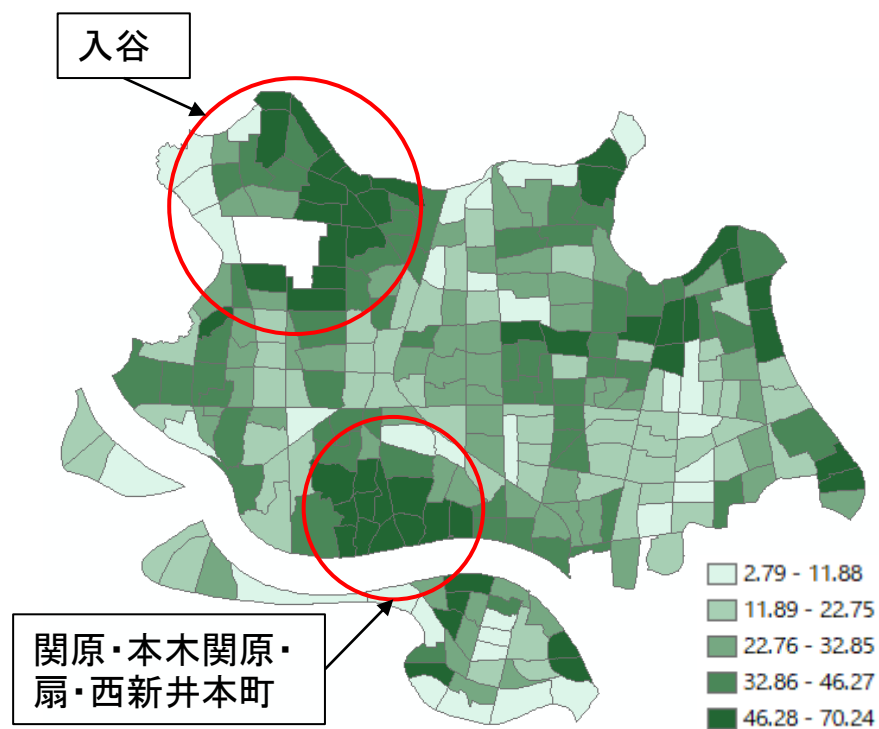 入谷
関原・本木関原・
扇・西新井本町
2.79 - 11.88
11.89 - 22.75
22.76 - 32.85
32.86 - 46.27
46.28 - 70.24